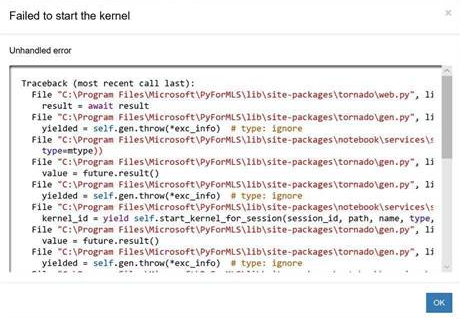 Failed to start the kernel
×
Unhandled error
Traceback (most recent call last):
File "C:\Program Files\Microsoft\PyForMLS\lib\site-packages\tornado\web.py", li
result = await result
File "C:\Program Files\Microsoft\PyForMLS\lib\site-packages\tornado\gen.py", li
yielded = self.gen.throw(*exc_info)  # type: ignore
File "C:\Program Files\Microsoft\PyForMLS\lib\site-packages\notebook\services\s
type=mtype))
File "C:\Program Files\Microsoft\PyForMLS\lib\site-packages\tornado\gen.py", li
value = future.result()
File "C:\Program Files\Microsoft\PyForMLS\lib\site-packages\tornado\gen.py", li
yielded = self.gen.throw(*exc_info)  # type: ignore
File "C:\Program Files\Microsoft\PyForMLS\lib\site-packages\notebook\services\s
kernel_id = yield self.start_kernel_for_session(session_id, path, name, type,
File "C:\Program Files\Microsoft\PyForMLS\lib\site-packages\tornado\gen.py", li
value = future.result()
File "C:\Program Files\Microsoft\PyForMLS\lib\site-packages\tornado\gen.py", li
yielded = self.gen.throw(*exc_info)  # type: ignore
OK